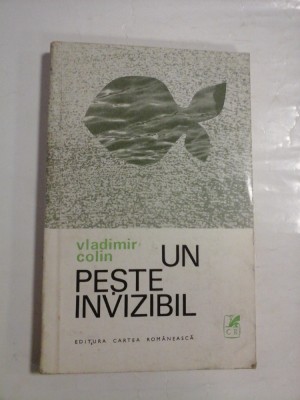 vladimir
colin
UN
PEȘTE
INVIZIBIL
EDITURA CARTEA ROMÂNEASCĂ
C R